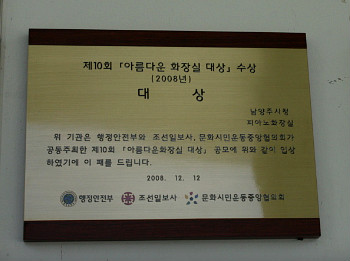 제10회 「아름다운 화장실 대상」 수상
(2008년)
대 상
남양주시청
피아노화장실
위 기관은 행정안전부와 조선일보사, 문화시민운동중앙협의회가
공동주최한 제10회 「아름다운화장실 대상」 공모에 위와 같이 입상
하였기에 이 패를 드립니다.
2008. 12. 12
행정안전부 조선일보사 문화시민운동중앙협의회